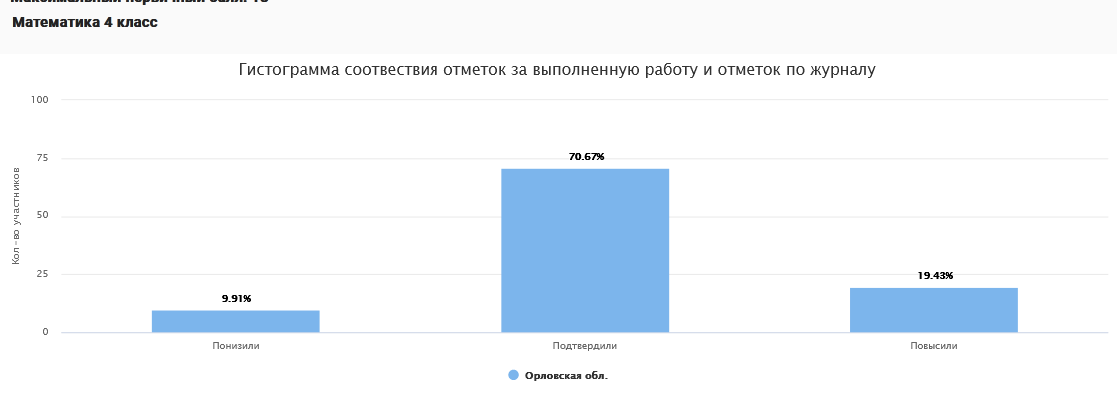 Математика 4 класс
Гистограмма соотвествия отметок за выполненную работу и отметок по журналу
100
75
50
25
0
Кол -во участников
9.91%
70.67%
19.43%
Понизили
Подтвердили
Повысили
Орловская обл.